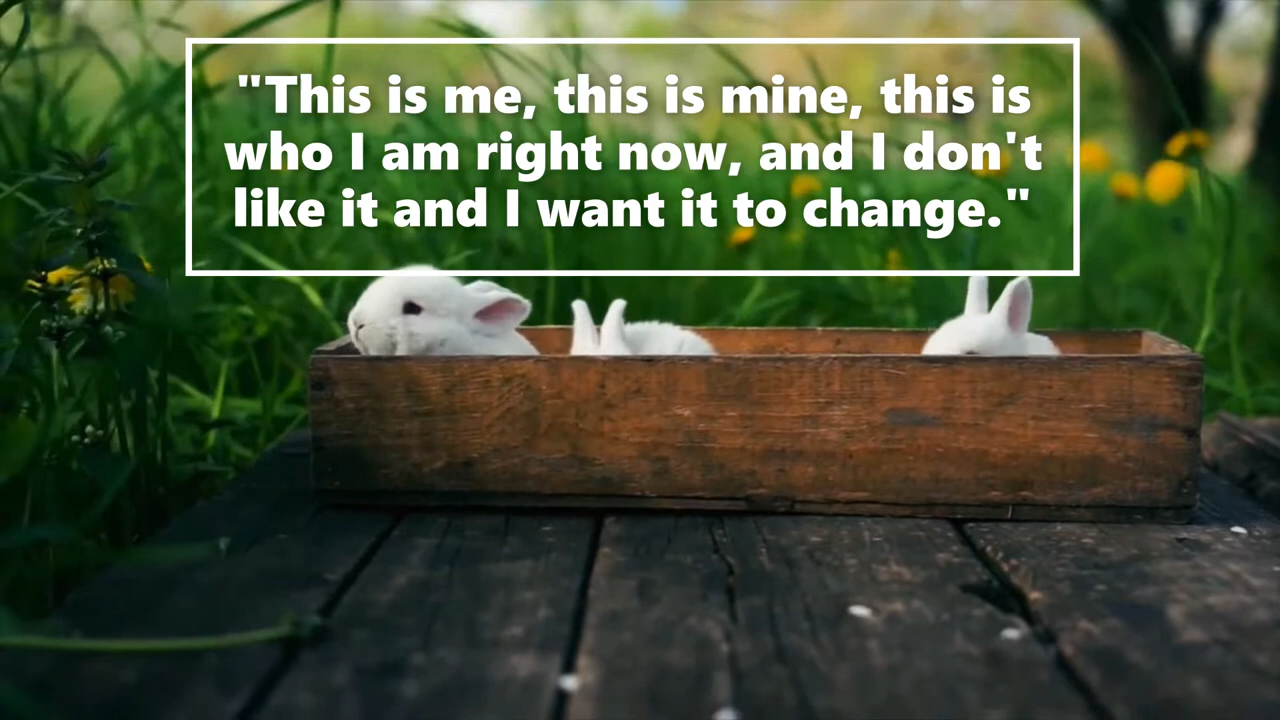 "This is me, this is mine, this is
who I am right now, and I don't
like it and I want it to change."